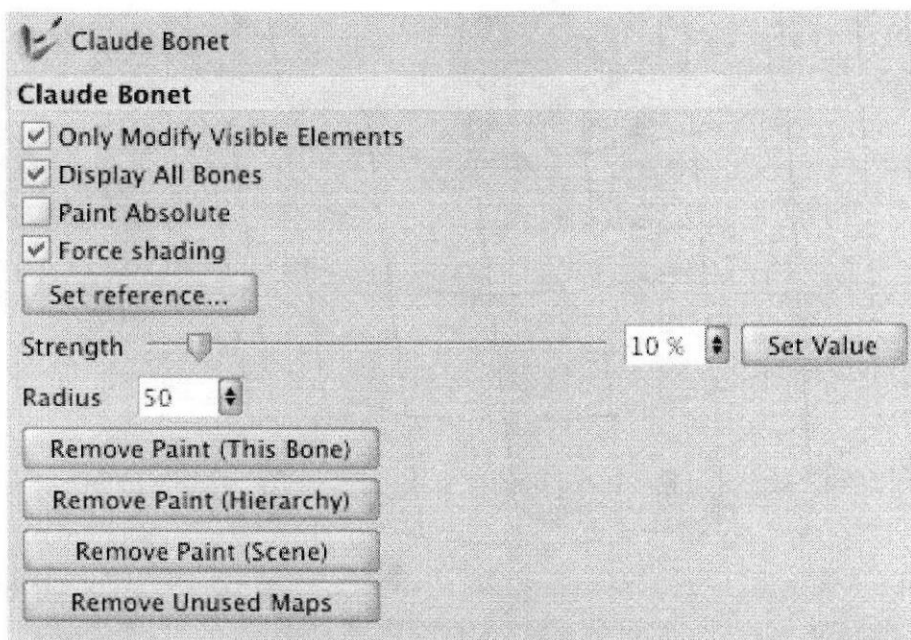 Claude Bonet
Claude Bonet
Only Modify Visible Elements
Display All Bones
Paint Absolute
Force shading
Set reference...
Strength 10 % Set Value
Radius 50
Remove Paint (This Bone)
Remove Paint (Hierarchy)
Remove Paint (Scene)
Remove Unused Maps